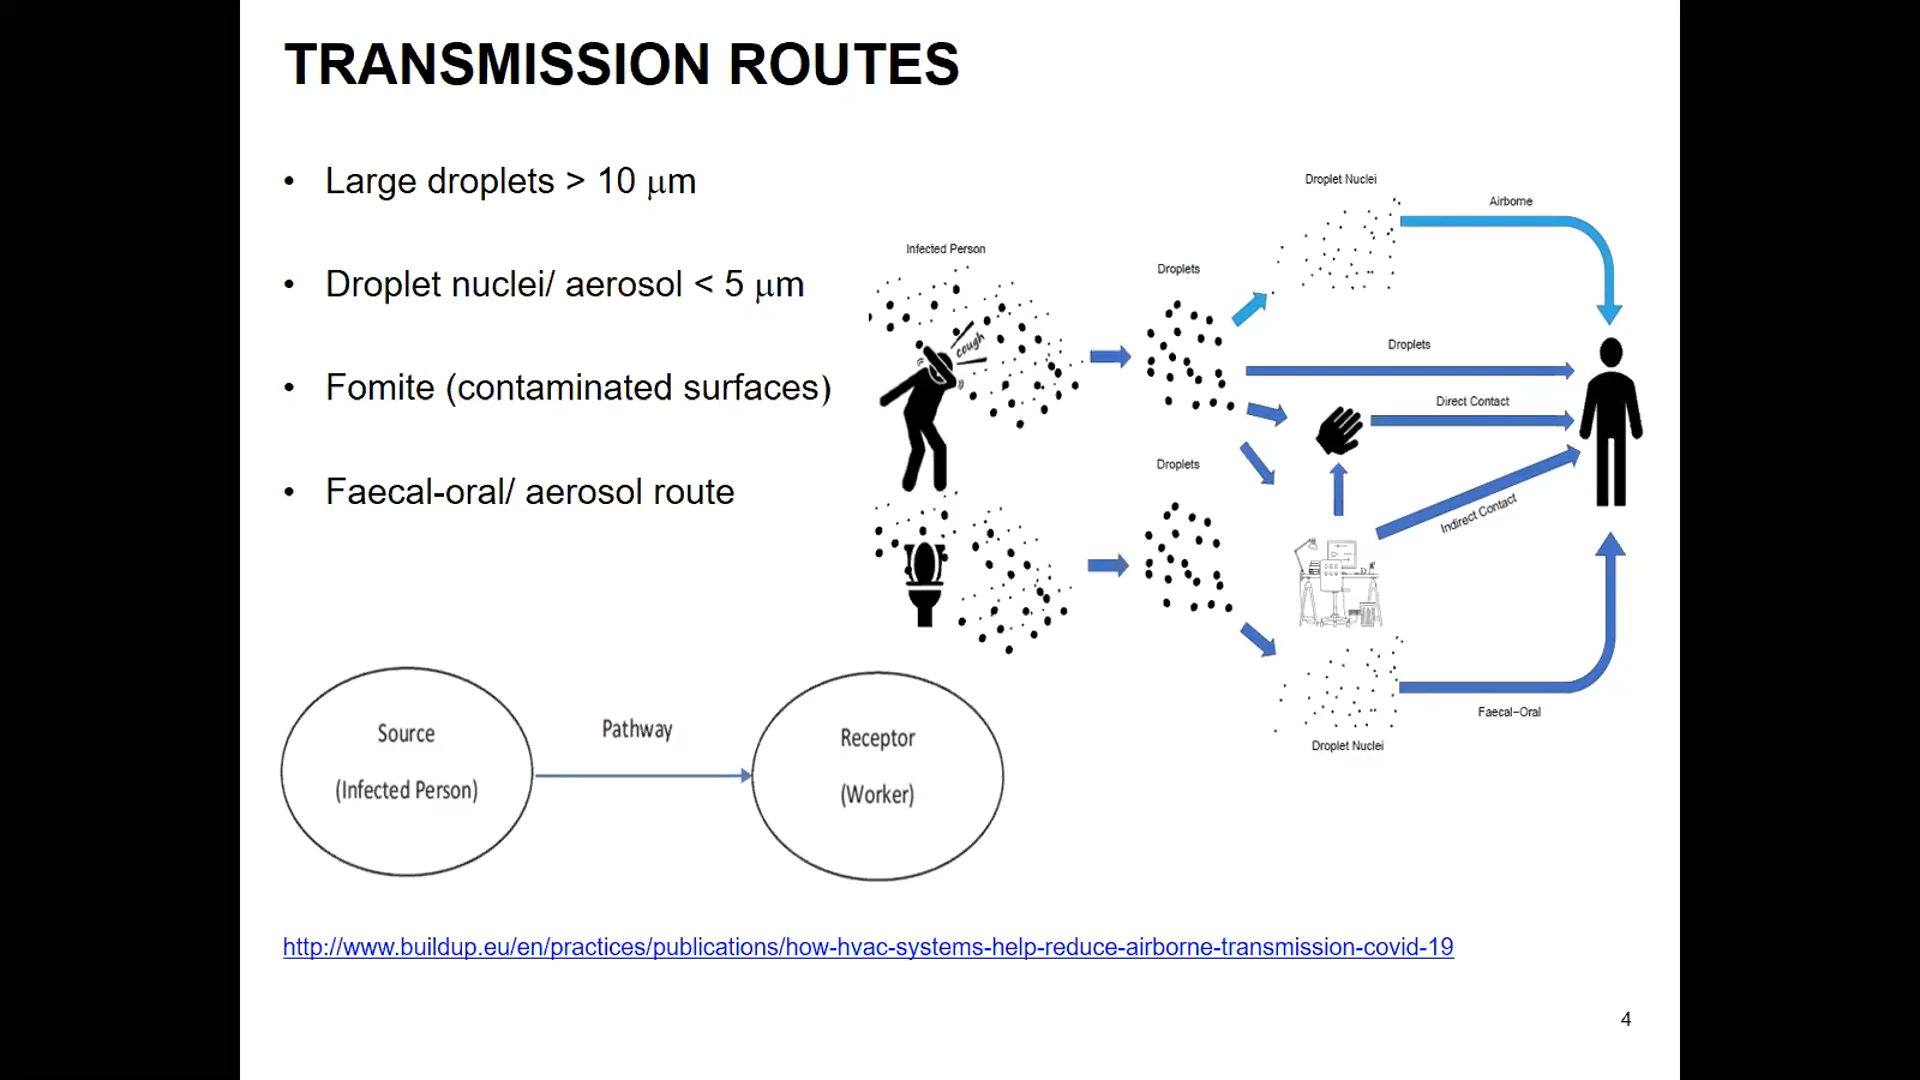 TRANSMISSION ROUTES
• Large droplets > 10 μm
• Droplet nuclei/ aerosol < 5 μm
• Fomite (contaminated surfaces)
• Faecal-oral/ aerosol route
Infected Person
cough
Droplets
Droplets
Droplet Nuclei
Airborne
Droplets
Direct Contact
Indirect Contact
Faecal-Oral
Droplet Nuclei
Source
(Infected Person)
Pathway
Receptor
(Worker)
http://www.buildup.eu/en/practices/publications/how-hvac-systems-help-reduce-airborne-transmission-covid-19
4